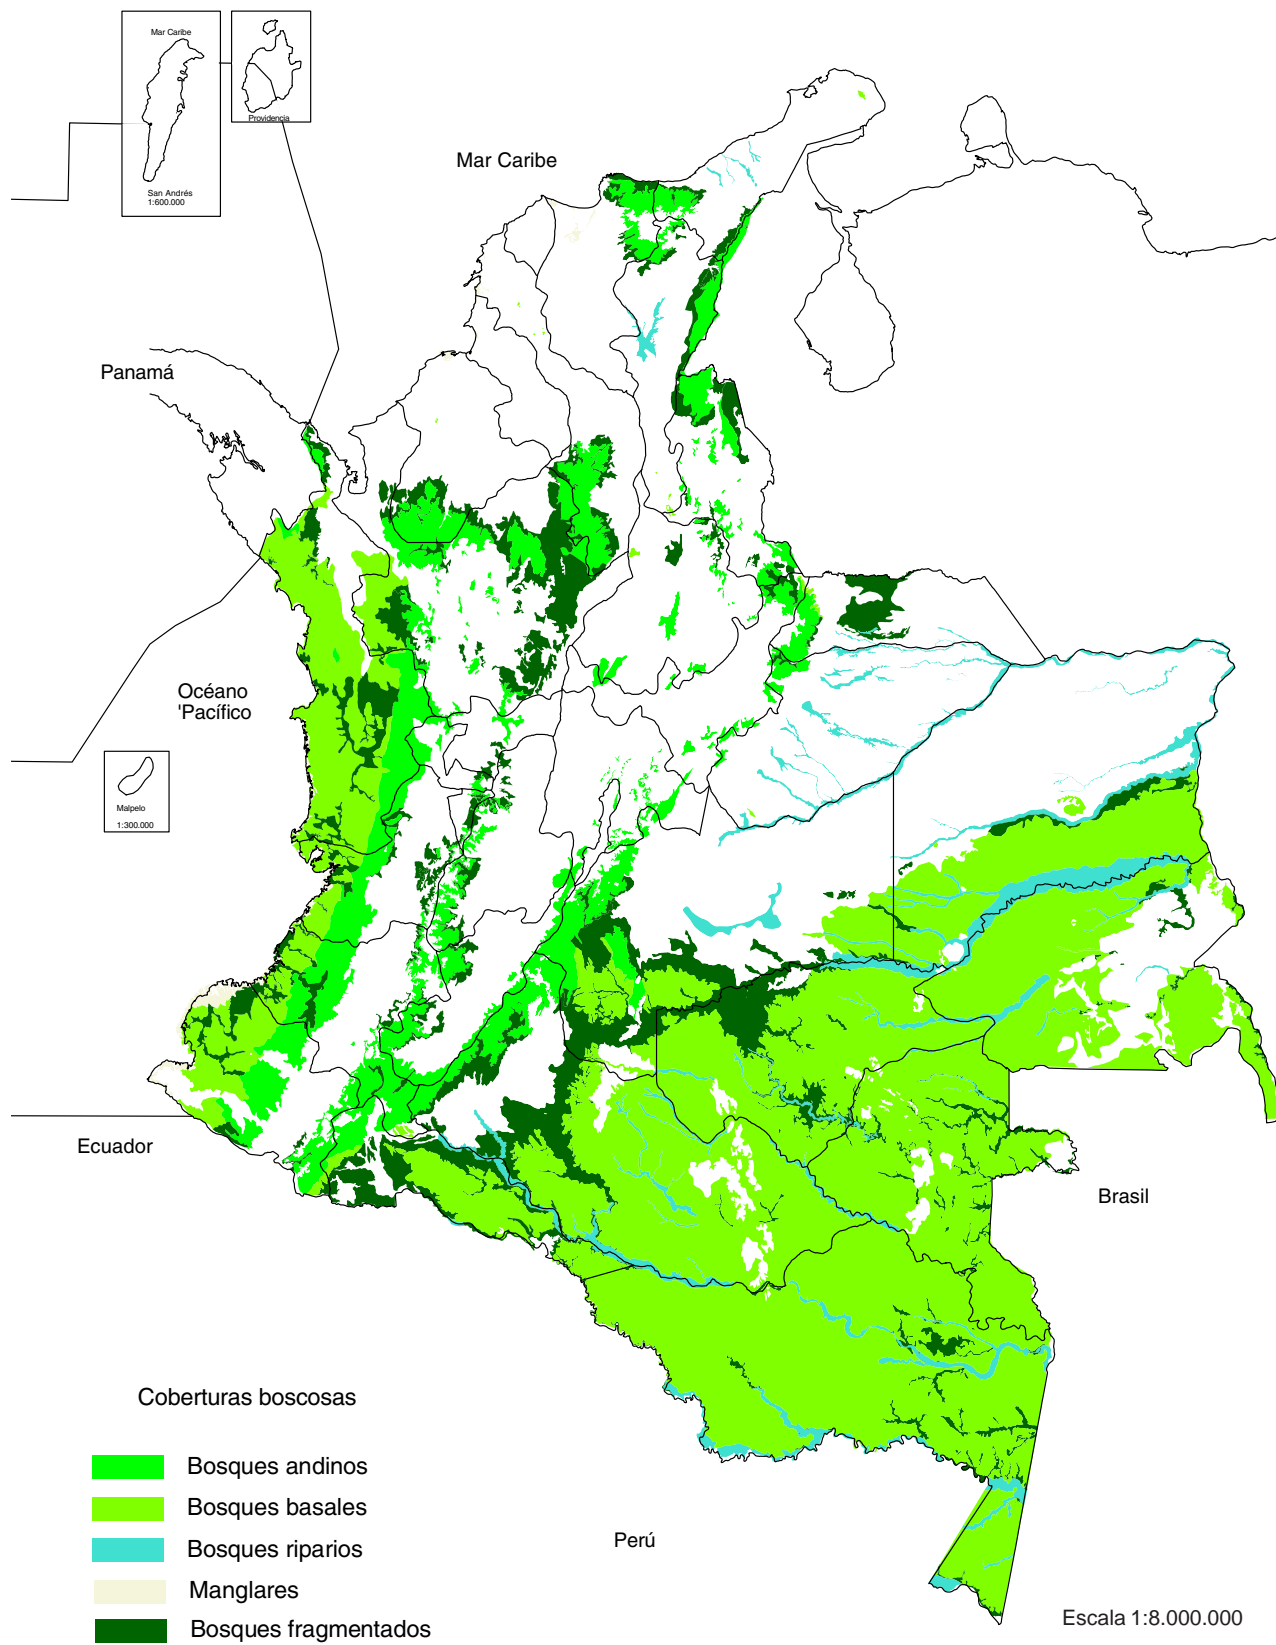 Mar Caribe
Providencia
San Andrés
1:600.000
Mar Caribe
Panamá
Océano
'Pacífico
Malpelo
1:300.000
Ecuador
Brasil
Perú
Coberturas boscosas
Bosques andinos
Bosques basales
Bosques riparios
Manglares
Bosques fragmentados
Escala 1:8.000.000